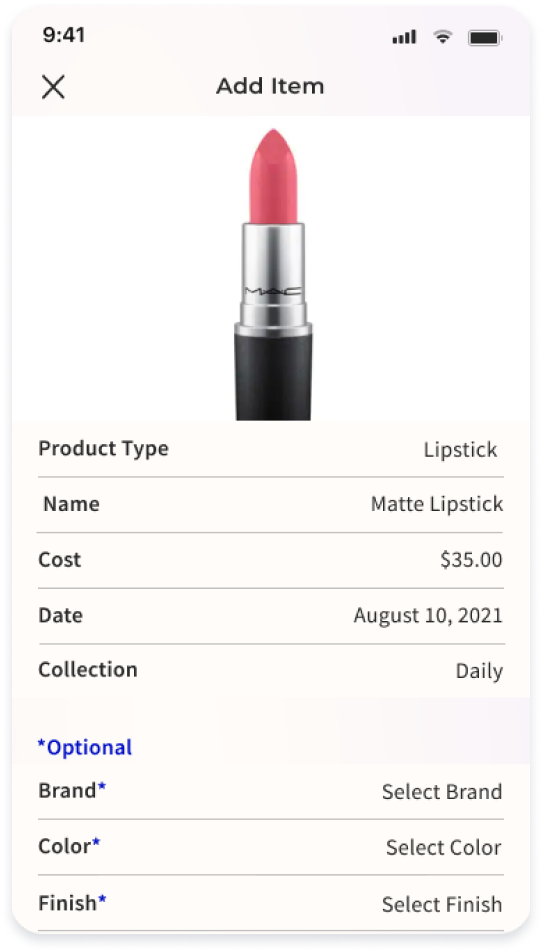 9:41
Add Item
MAC
Product Type Lipstick
Name Matte Lipstick
Cost $35.00
Date August 10, 2021
Collection Daily
*Optional
Brand* Select Brand
Color* Select Color
Finish* Select Finish